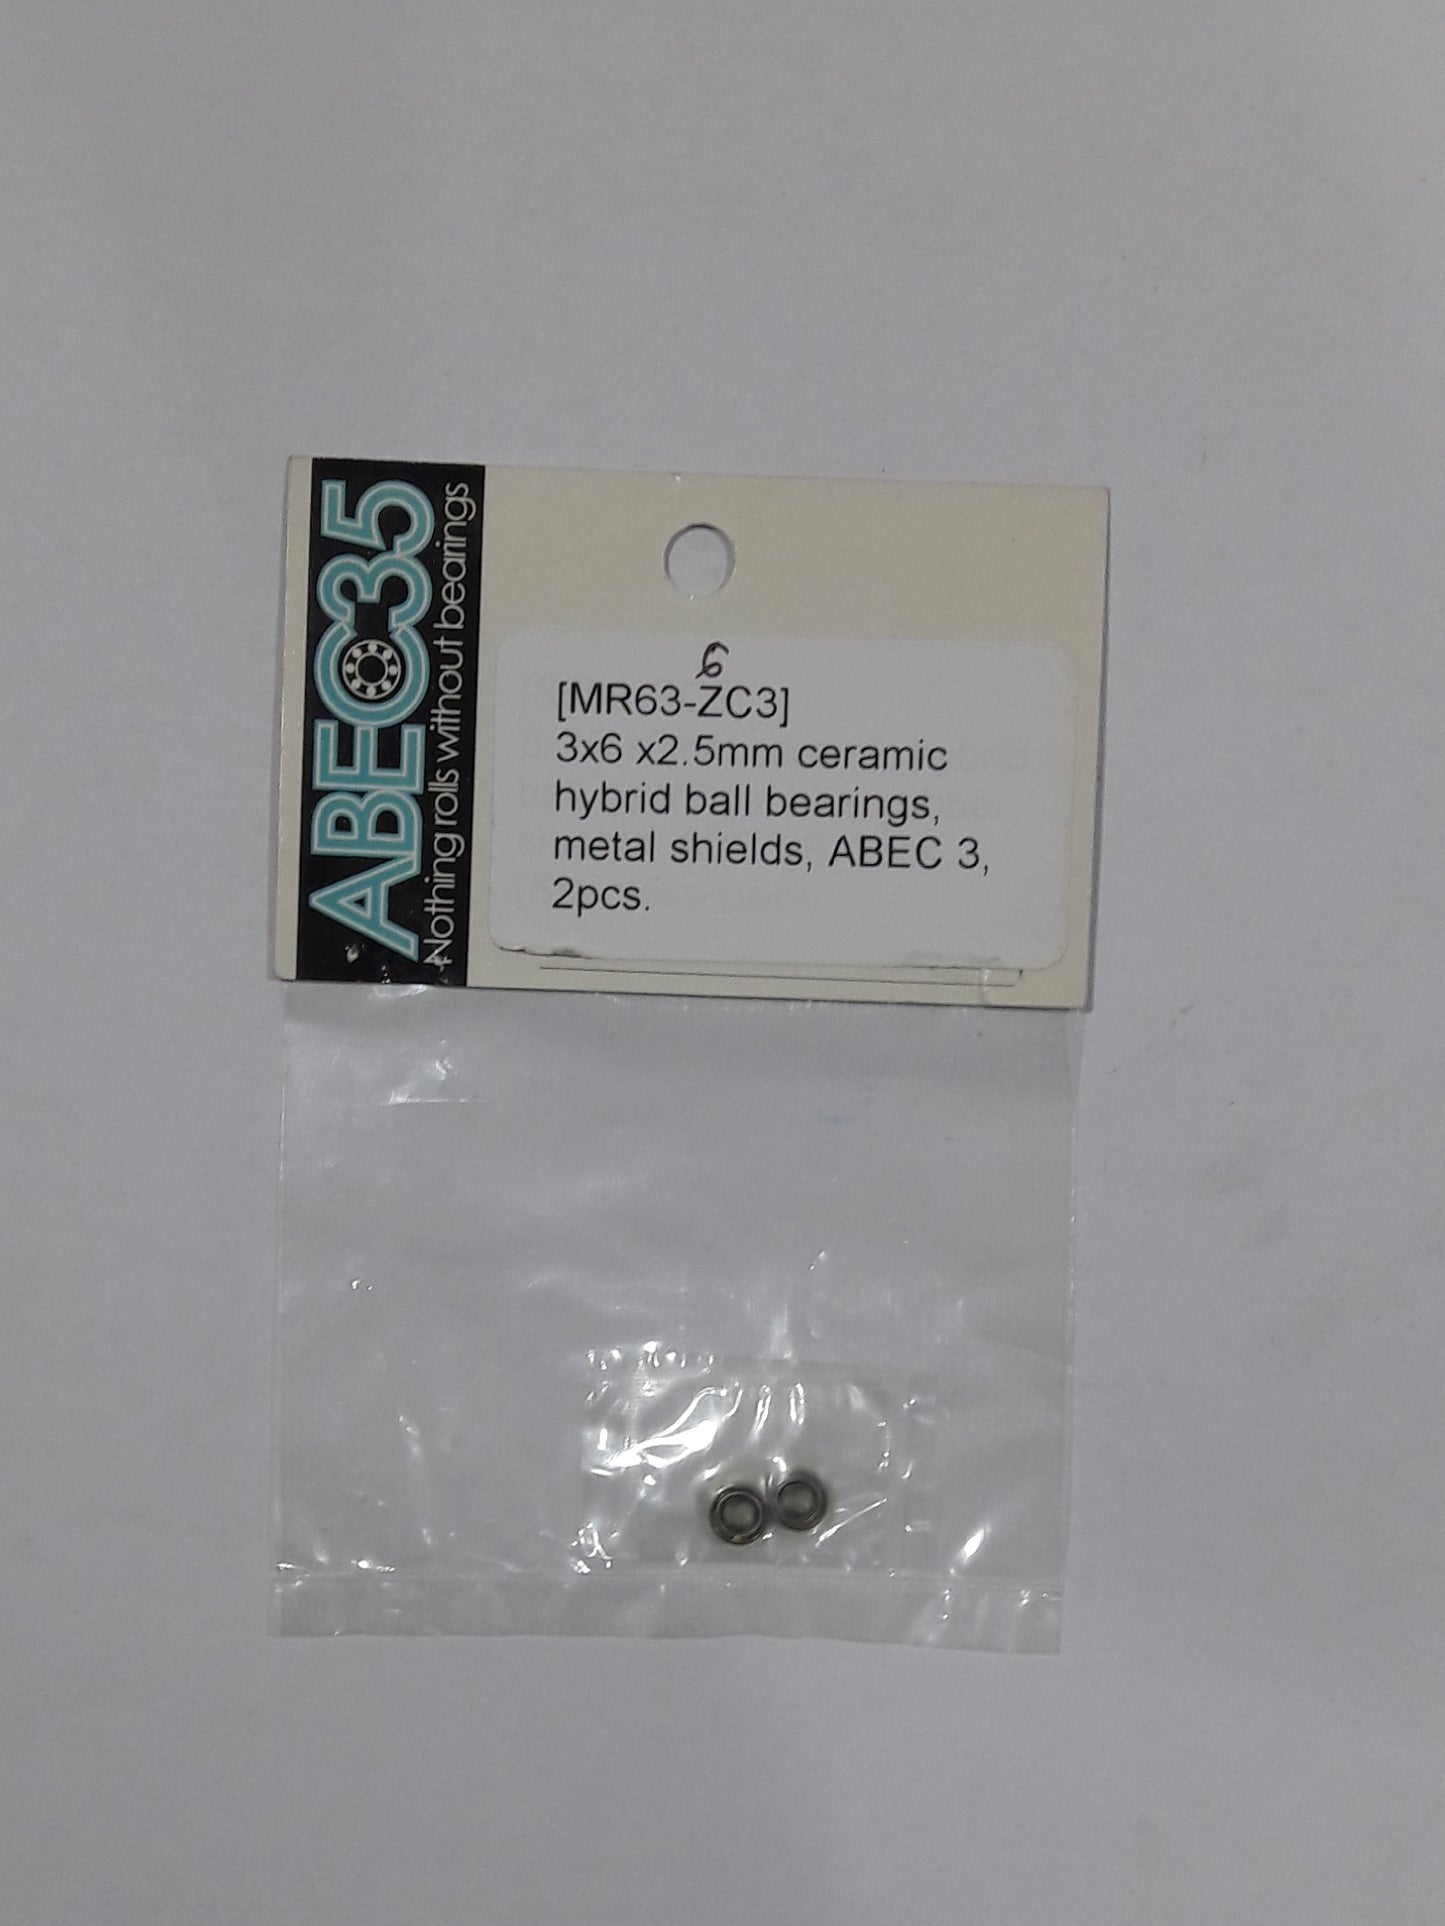 ABEC35
Nothing rolls without bearings
6
[MR63-ZC3]
3x6 x2.5mm ceramic
hybrid ball bearings,
metal shields, ABEC 3,
2pcs.